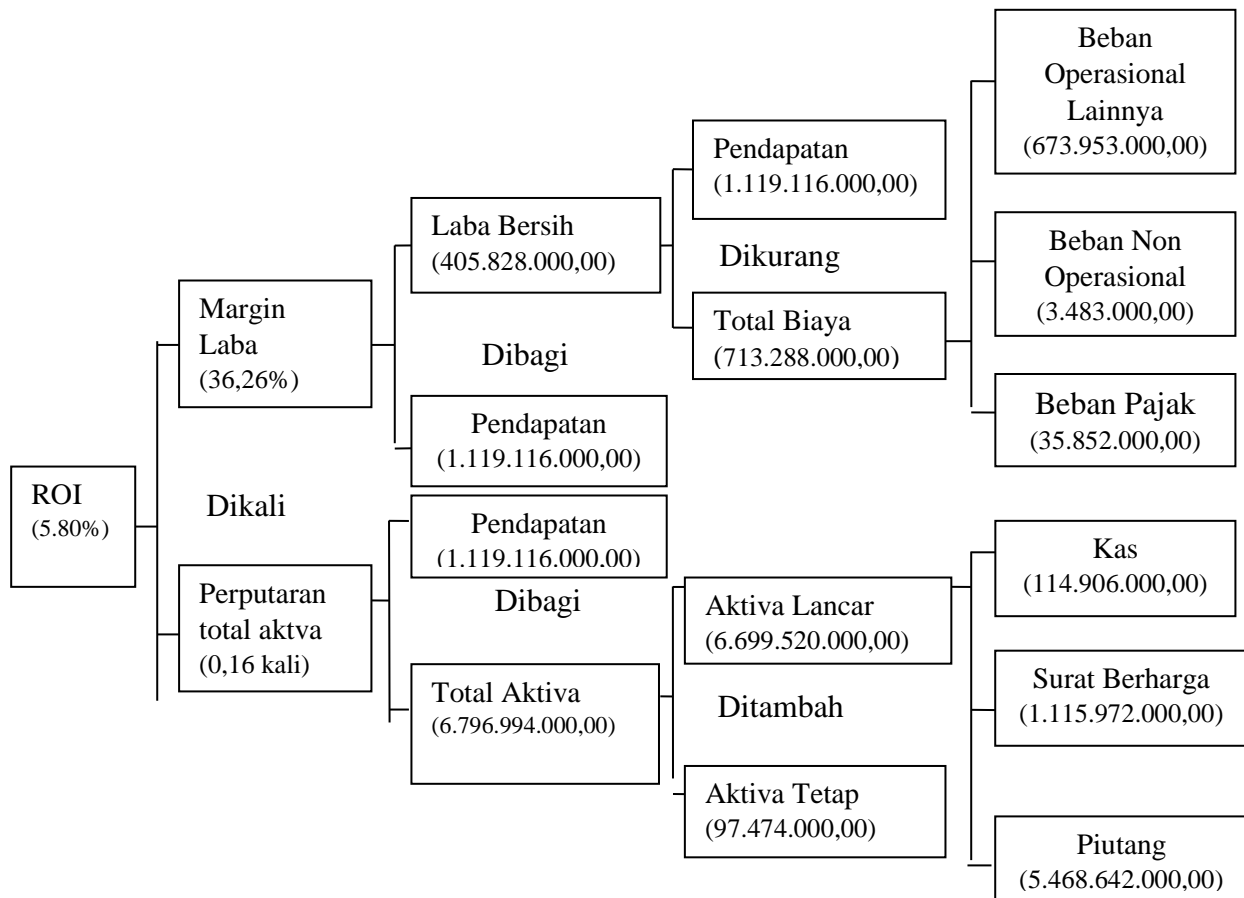 Beban
Operasional
Lainnya
(673.953.000,00)
Pendapatan
(1.119.116.000,00)
Laba Bersih
(405.828.000,00)
Dikurang
Beban Non
Operasional
(3.483.000,00)
Margin
Laba
(36,26%)
Dibagi
Total Biaya
(713.288.000,00)
Pendapatan
(1.119.116.000,00)
Beban Pajak
(35.852.000,00)
ROI
(5.80%)
Dikali
Pendapatan
(1.119.116.000.00)
Kas
(114.906.000,00)
Perputaran
total aktva
(0,16 kali)
Dibagi
Aktiva Lancar
(6.699.520.000,00)
Total Aktiva
(6.796.994.000,00)
Ditambah
Surat Berharga
(1.115.972.000,00)
Aktiva Tetap
(97.474.000,00)
Piutang
(5.468.642.000,00)